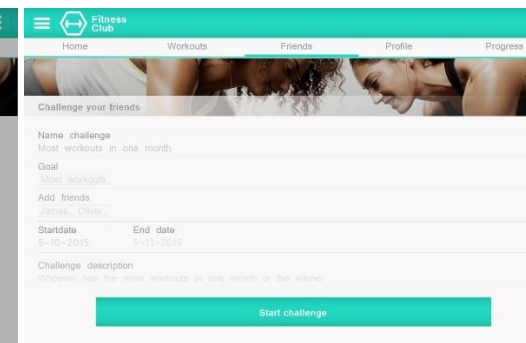 Fitness
Club
Home Workouts Friends Profile Progress
Challenge your friends
Name challenge
Most workouts in one month
Goal
Most workouts
Add friends
James, Oliver,
Startdate End date
5-10-2015 5-11-2015
Challenge description
Whoever has the most workouts in one month is the winner.
Start challenge